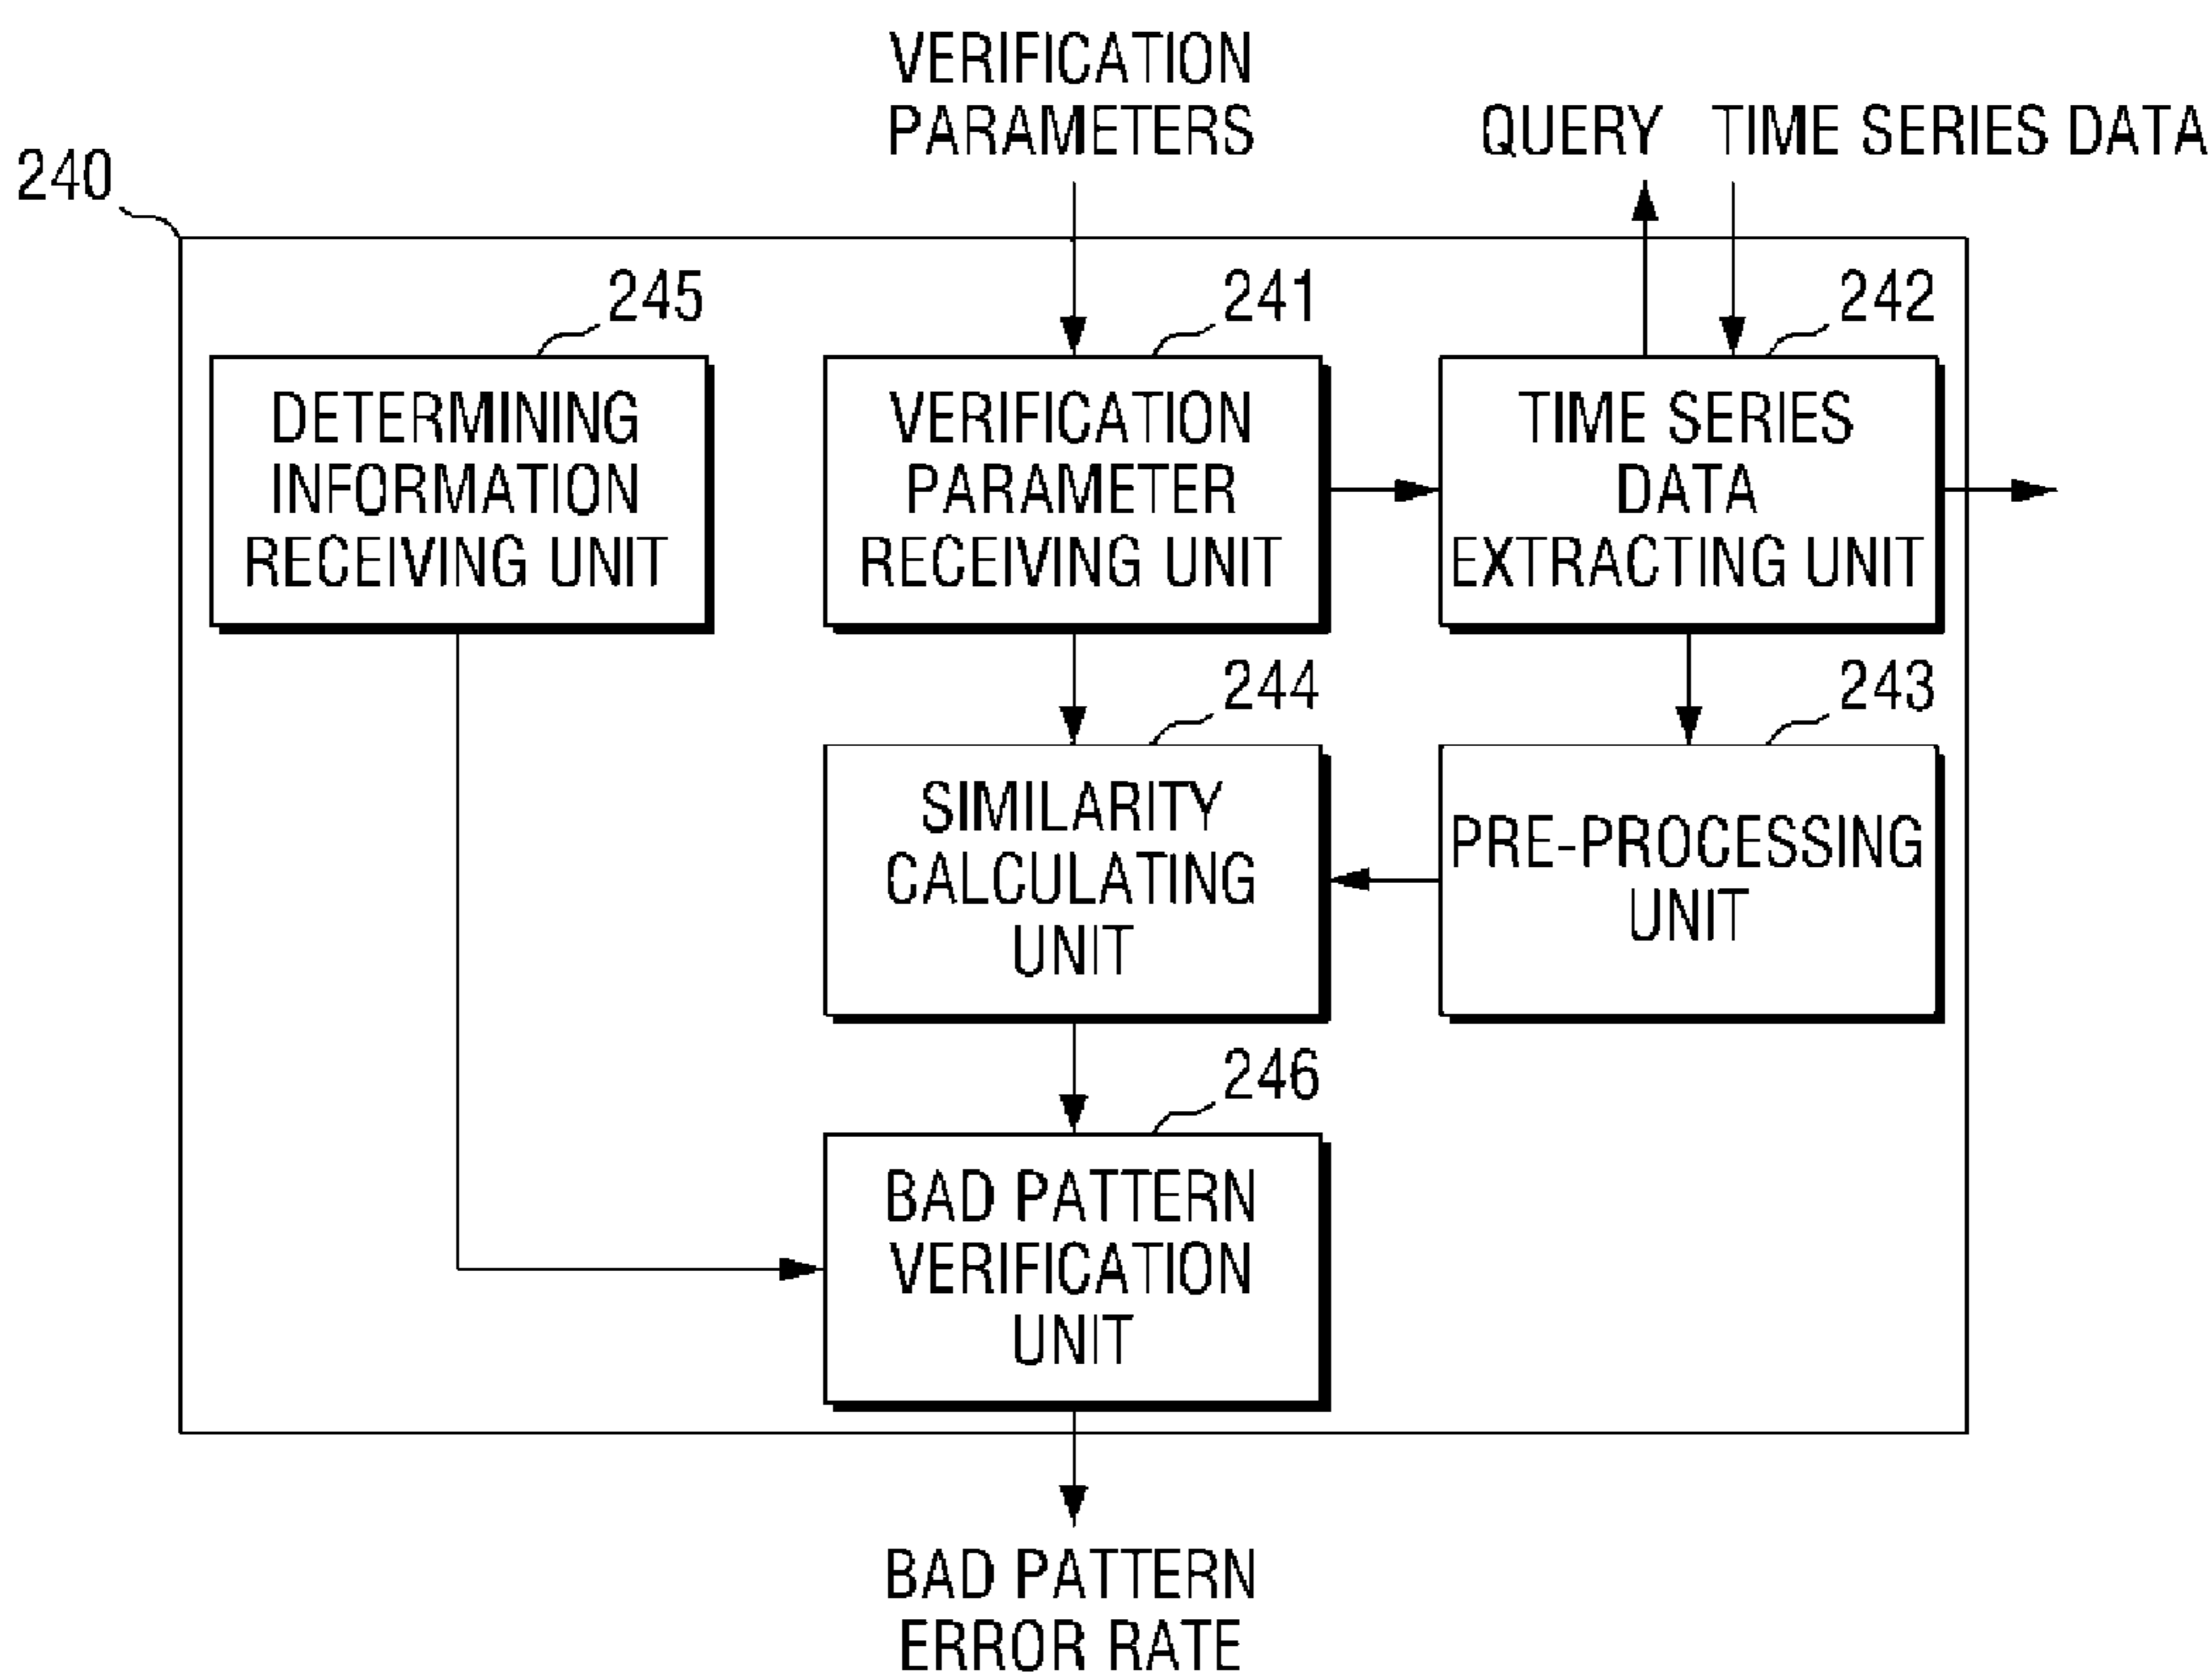 VERIFICATION
PARAMETERS
QUERY TIME SERIES DATA
240
245
241
242
DETERMINING
INFORMATION
RECEIVING UNIT
VERIFICATION
PARAMETER
RECEIVING UNIT
TIME SERIES
DATA
EXTRACTING UNIT
244
243
SIMILARITY
CALCULATING
UNIT
PRE-PROCESSING
UNIT
246
BAD PATTERN
VERIFICATION
UNIT
BAD PATTERN
ERROR RATE